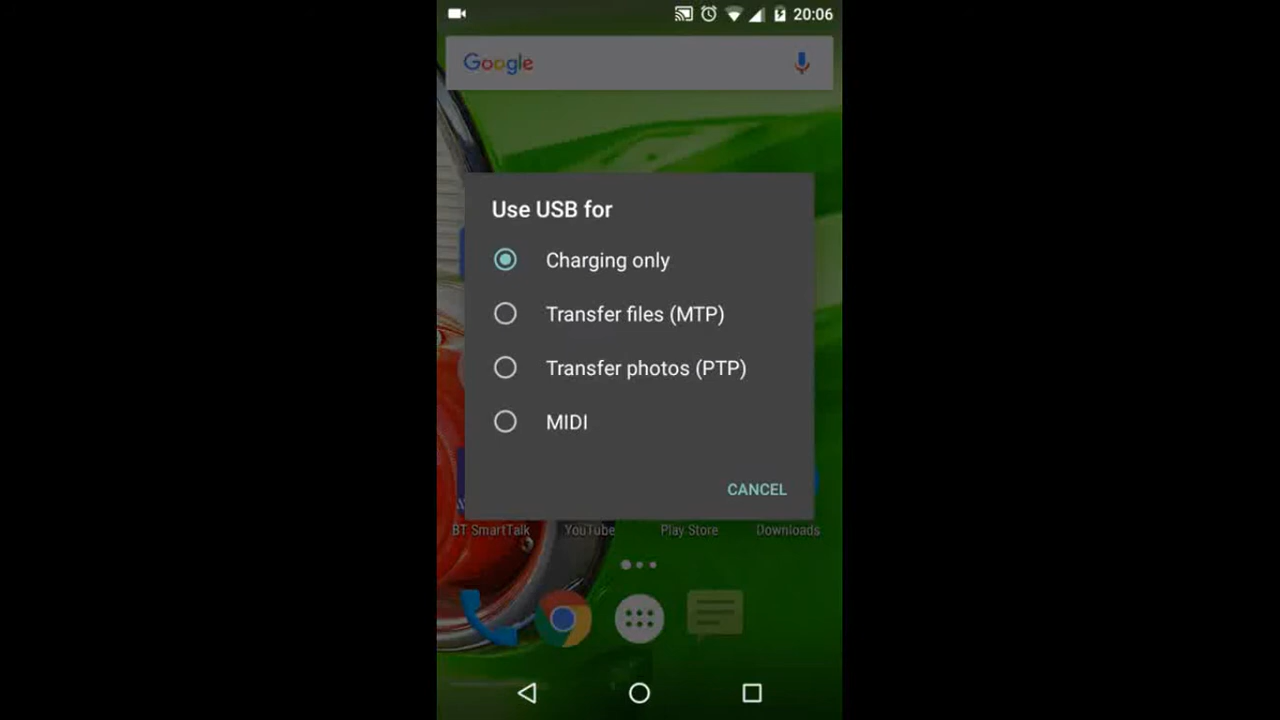 20:06
Google
Use USB for
Charging only
Transfer files (MTP)
Transfer photos (PTP)
MIDI
CANCEL
BT SmartTalk YouTube Play Store Downloads